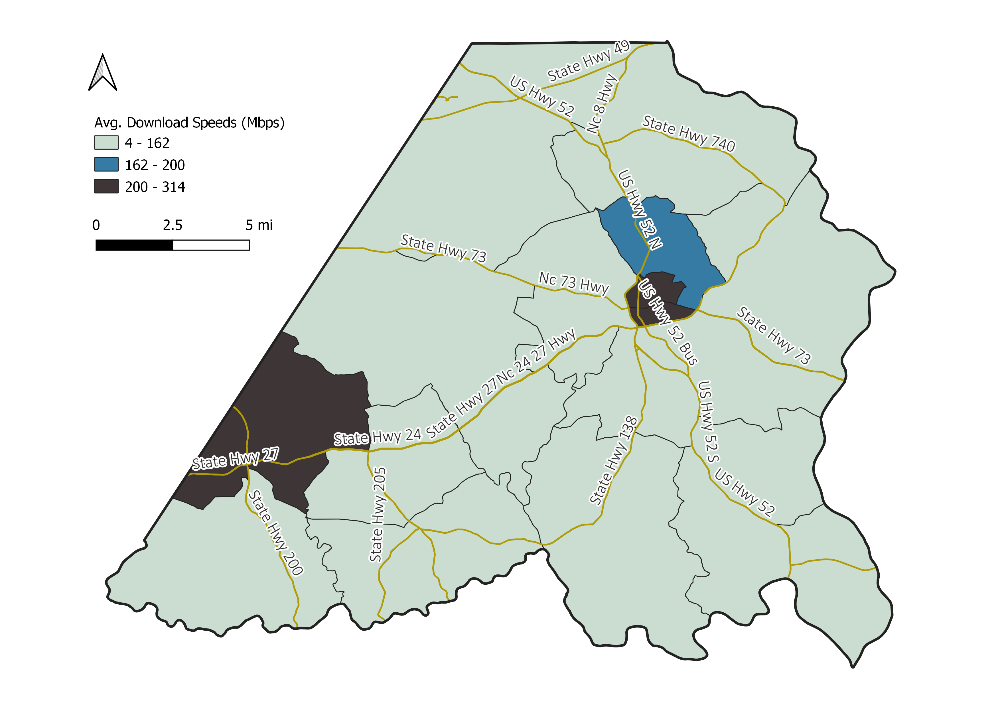 State Hwy 49
US Hwy 52
Nc 8 Hwy
State Hwy 740
Avg. Download Speeds (Mbps)
4 - 162
162 - 200
200 - 314
0 2.5 5 mi
US Hwy 52 N
State Hwy 73
Nc 73 Hwy
US Hwy 52 Bus
State Hwy 73
Nc 24 27 Hwy
State Hwy 27
State Hwy 24
State Hwy 27
US Hwy 52 S
State Hwy 138
State Hwy 205
US Hwy 52
State Hwy 200